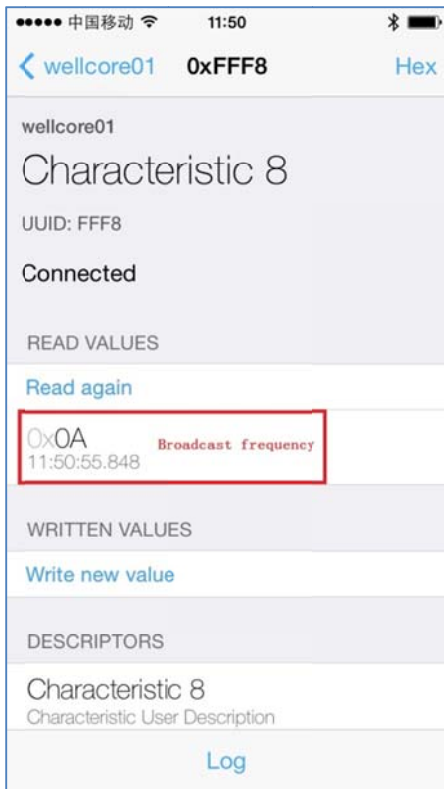 ●●●●● 中国移动 11:50
wellcore01 0xFFF8 Hex
wellcore01
Characteristic 8
UUID: FFF8
Connected
READ VALUES
Read again
0x0A
Broadcast frequency
11:50:55.848
WRITTEN VALUES
Write new value
DESCRIPTORS
Characteristic 8
Characteristic User Description
Log